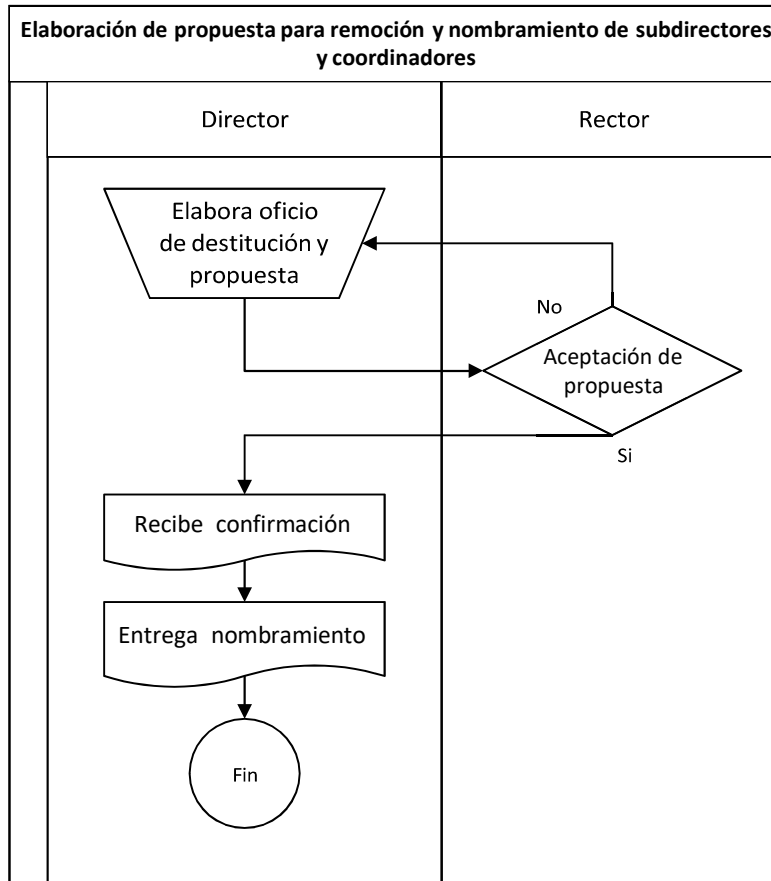 Elaboración de propuesta para remoción y nombramiento de subdirectores
y coordinadores
Director
Rector
Elabora oficio
de destitución y
propuesta
No
Aceptación de
propuesta
Si
Recibe confirmación
Entrega nombramiento
Fin